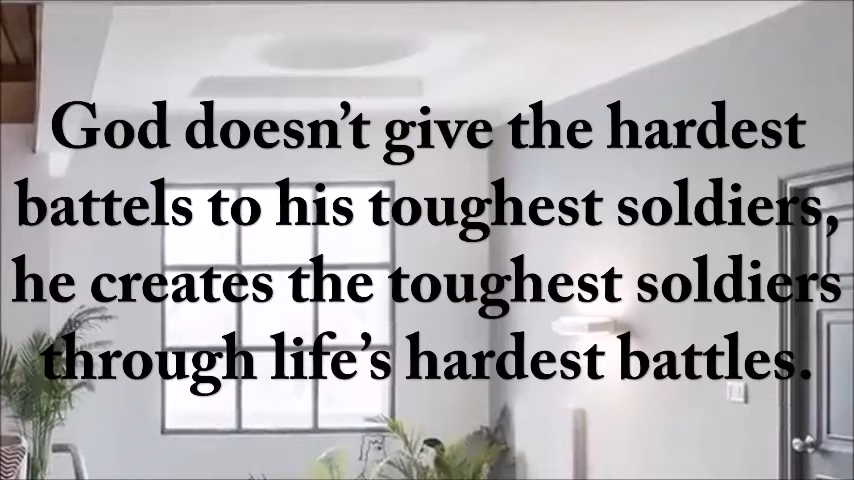 God doesn’t give the hardest
battels to his toughest soldiers,
he creates the toughest soldiers
through life’s hardest battles.